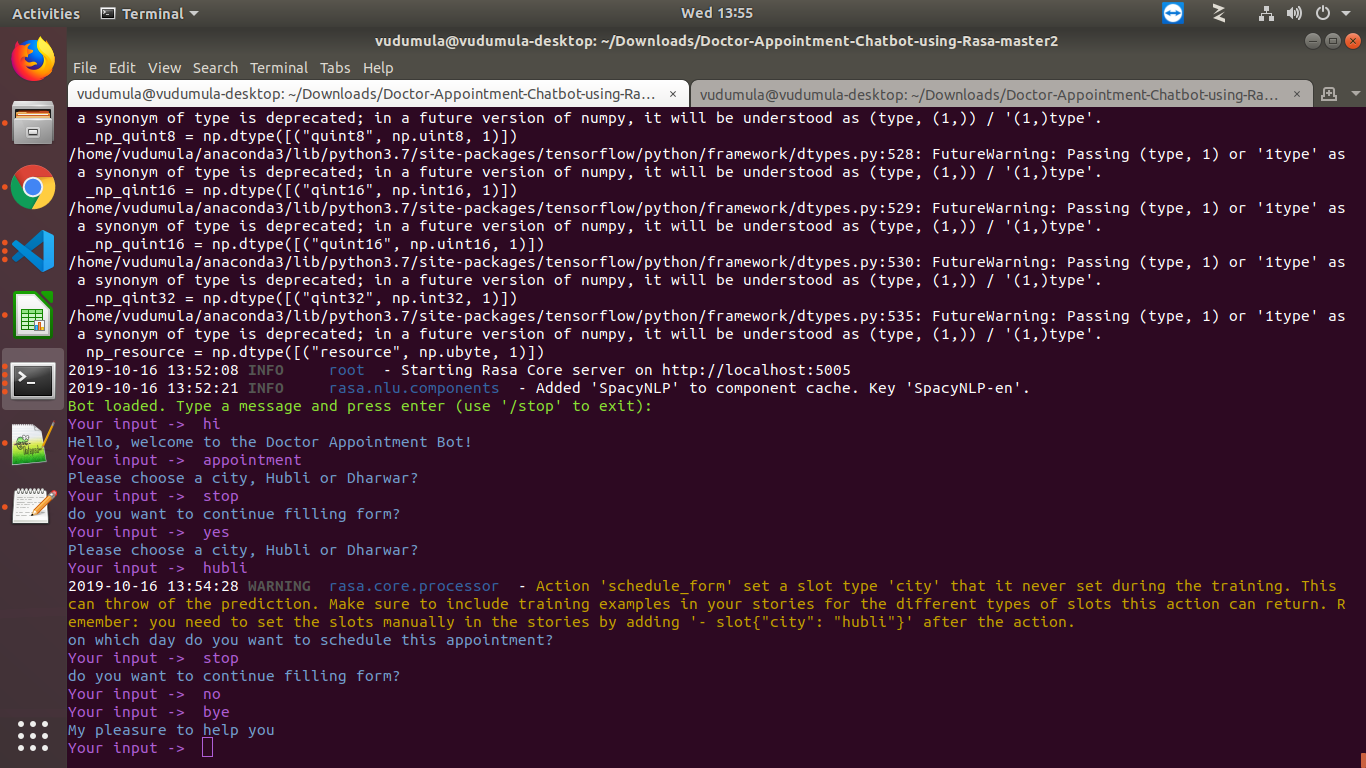 Activities Terminal Wed 13:55
vudumula@vudumula-desktop: ~/Downloads/Doctor-Appointment-Chatbot-using-Rasa-master2
File Edit View Search Terminal Tabs Help
vudumula@vudumula-desktop: ~/Downloads/Doctor-Appointment-Chatbot-using-Ra... × vudumula@vudumula-desktop: ~/Downloads/Doctor-Appointment-Chatbot-using-Ra... ×
a synonym of type is deprecated; in a future version of numpy, it will be understood as (type, (1,)) / '(1,)type'.
_np_quint8 = np.dtype([("quint8", np.uint8, 1)])
/home/vudumula/anaconda3/lib/python3.7/site-packages/tensorflow/python/framework/dtypes.py:528: FutureWarning: Passing (type, 1) or '1type' as
a synonym of type is deprecated; in a future version of numpy, it will be understood as (type, (1,)) / '(1,)type'.
_np_qint16 = np.dtype([("qint16", np.int16, 1)])
/home/vudumula/anaconda3/lib/python3.7/site-packages/tensorflow/python/framework/dtypes.py:529: FutureWarning: Passing (type, 1) or '1type' as
a synonym of type is deprecated; in a future version of numpy, it will be understood as (type, (1,)) / '(1,)type'.
_np_quint16 = np.dtype([("quint16", np.uint16, 1)])
/home/vudumula/anaconda3/lib/python3.7/site-packages/tensorflow/python/framework/dtypes.py:530: FutureWarning: Passing (type, 1) or '1type' as
a synonym of type is deprecated; in a future version of numpy, it will be understood as (type, (1,)) / '(1,)type'.
_np_qint32 = np.dtype([("qint32", np.int32, 1)])
/home/vudumula/anaconda3/lib/python3.7/site-packages/tensorflow/python/framework/dtypes.py:535: FutureWarning: Passing (type, 1) or '1type' as
a synonym of type is deprecated; in a future version of numpy, it will be understood as (type, (1,)) / '(1,)type'.
np_resource = np.dtype([("resource", np.ubyte, 1)])
2019-10-16 13:52:08 INFO root - Starting Rasa Core server on http://localhost:5005
2019-10-16 13:52:21 INFO rasa.nlu.components - Added 'SpacyNLP' to component cache. Key 'SpacyNLP-en'.
Bot loaded. Type a message and press enter (use '/stop' to exit):
Your input -> hi
Hello, welcome to the Doctor Appointment Bot!
Your input -> appointment
Please choose a city, Hubli or Dharwar?
Your input -> stop
do you want to continue filling form?
Your input -> yes
Please choose a city, Hubli or Dharwar?
Your input -> hubli
2019-10-16 13:54:28 WARNING rasa.core.processor - Action 'schedule_form' set a slot type 'city' that it never set during the training. This
can throw of the prediction. Make sure to include training examples in your stories for the different types of slots this action can return. R
emember: you need to set the slots manually in the stories by adding '- slot{"city": "hubli"}' after the action.
on which day do you want to schedule this appointment?
Your input -> stop
do you want to continue filling form?
Your input -> no
Your input -> bye
My pleasure to help you
Your input ->